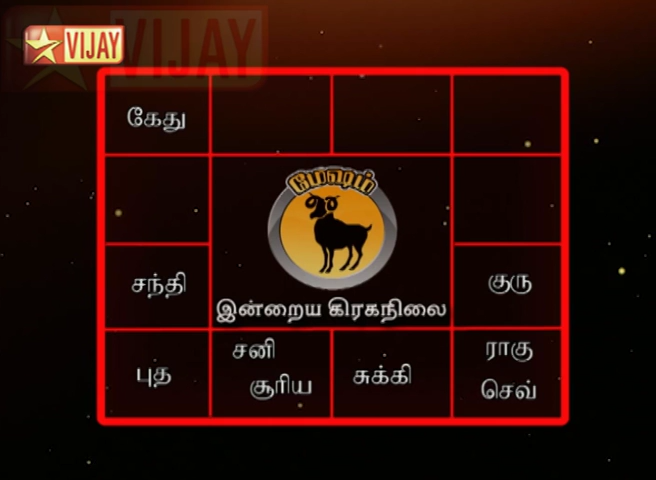 VIJAY
VIJAY
கேது
மேஷம்
சந்தி
குரு
இன்றைய கிரகநிலை
புத
சனி
சூரிய
சுக்கி
ராகு
செவ்